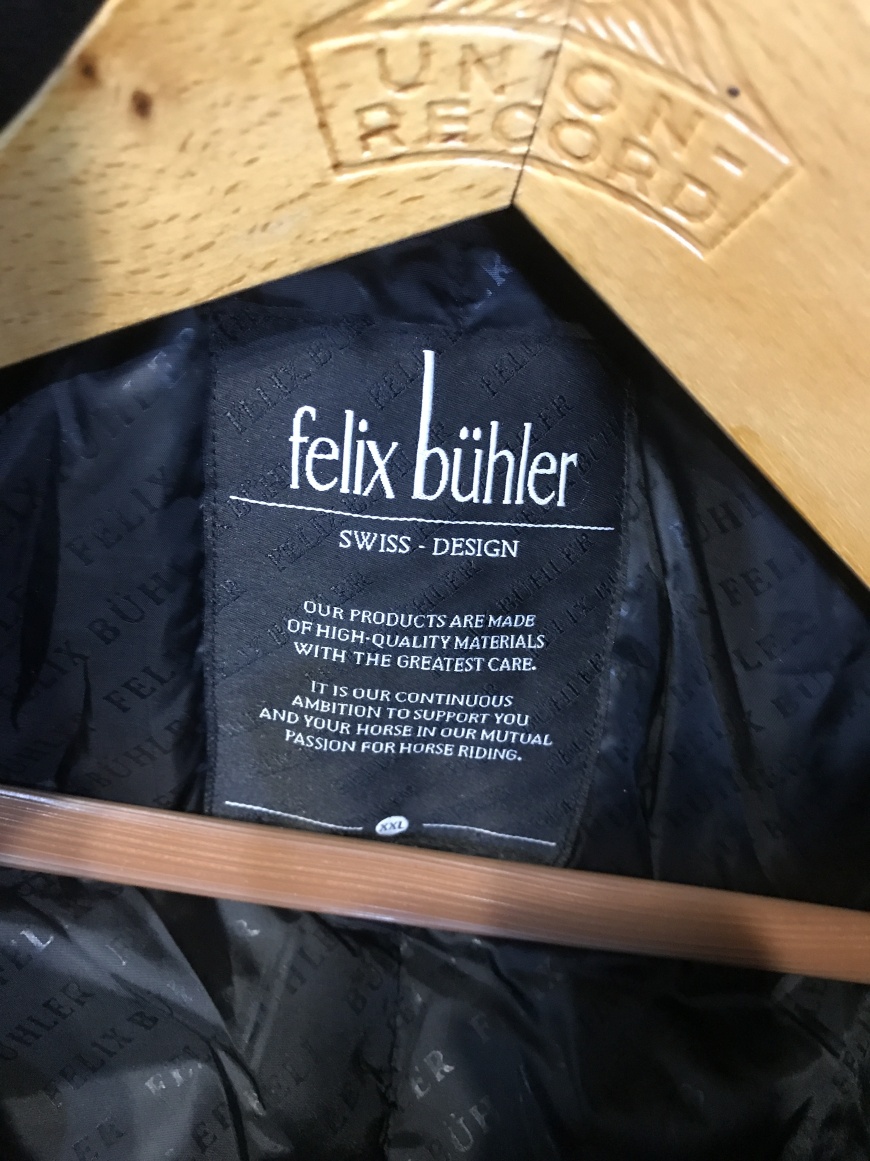 UNION-
RECORD
felix bühler
SWISS - DESIGN
OUR PRODUCTS ARE MADE
OF HIGH-QUALITY MATERIALS
WITH THE GREATEST CARE.
IT IS OUR CONTINUOUS
AMBITION TO SUPPORT YOU
AND YOUR HORSE IN OUR MUTUAL
PASSION FOR HORSE RIDING.
XXL